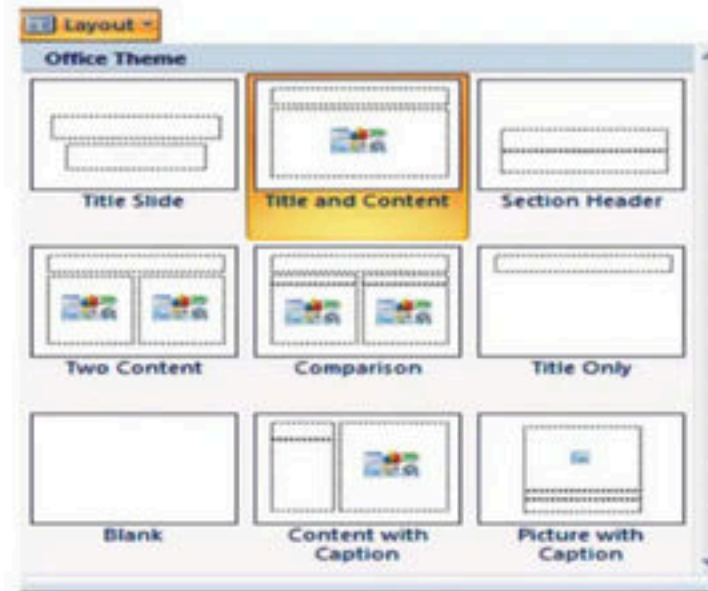 Layout
Office Theme
Title Slide
Title and Content
Section Header
Two Content
Comparison
Title Only
Blank
Content with
Caption
Picture with
Caption